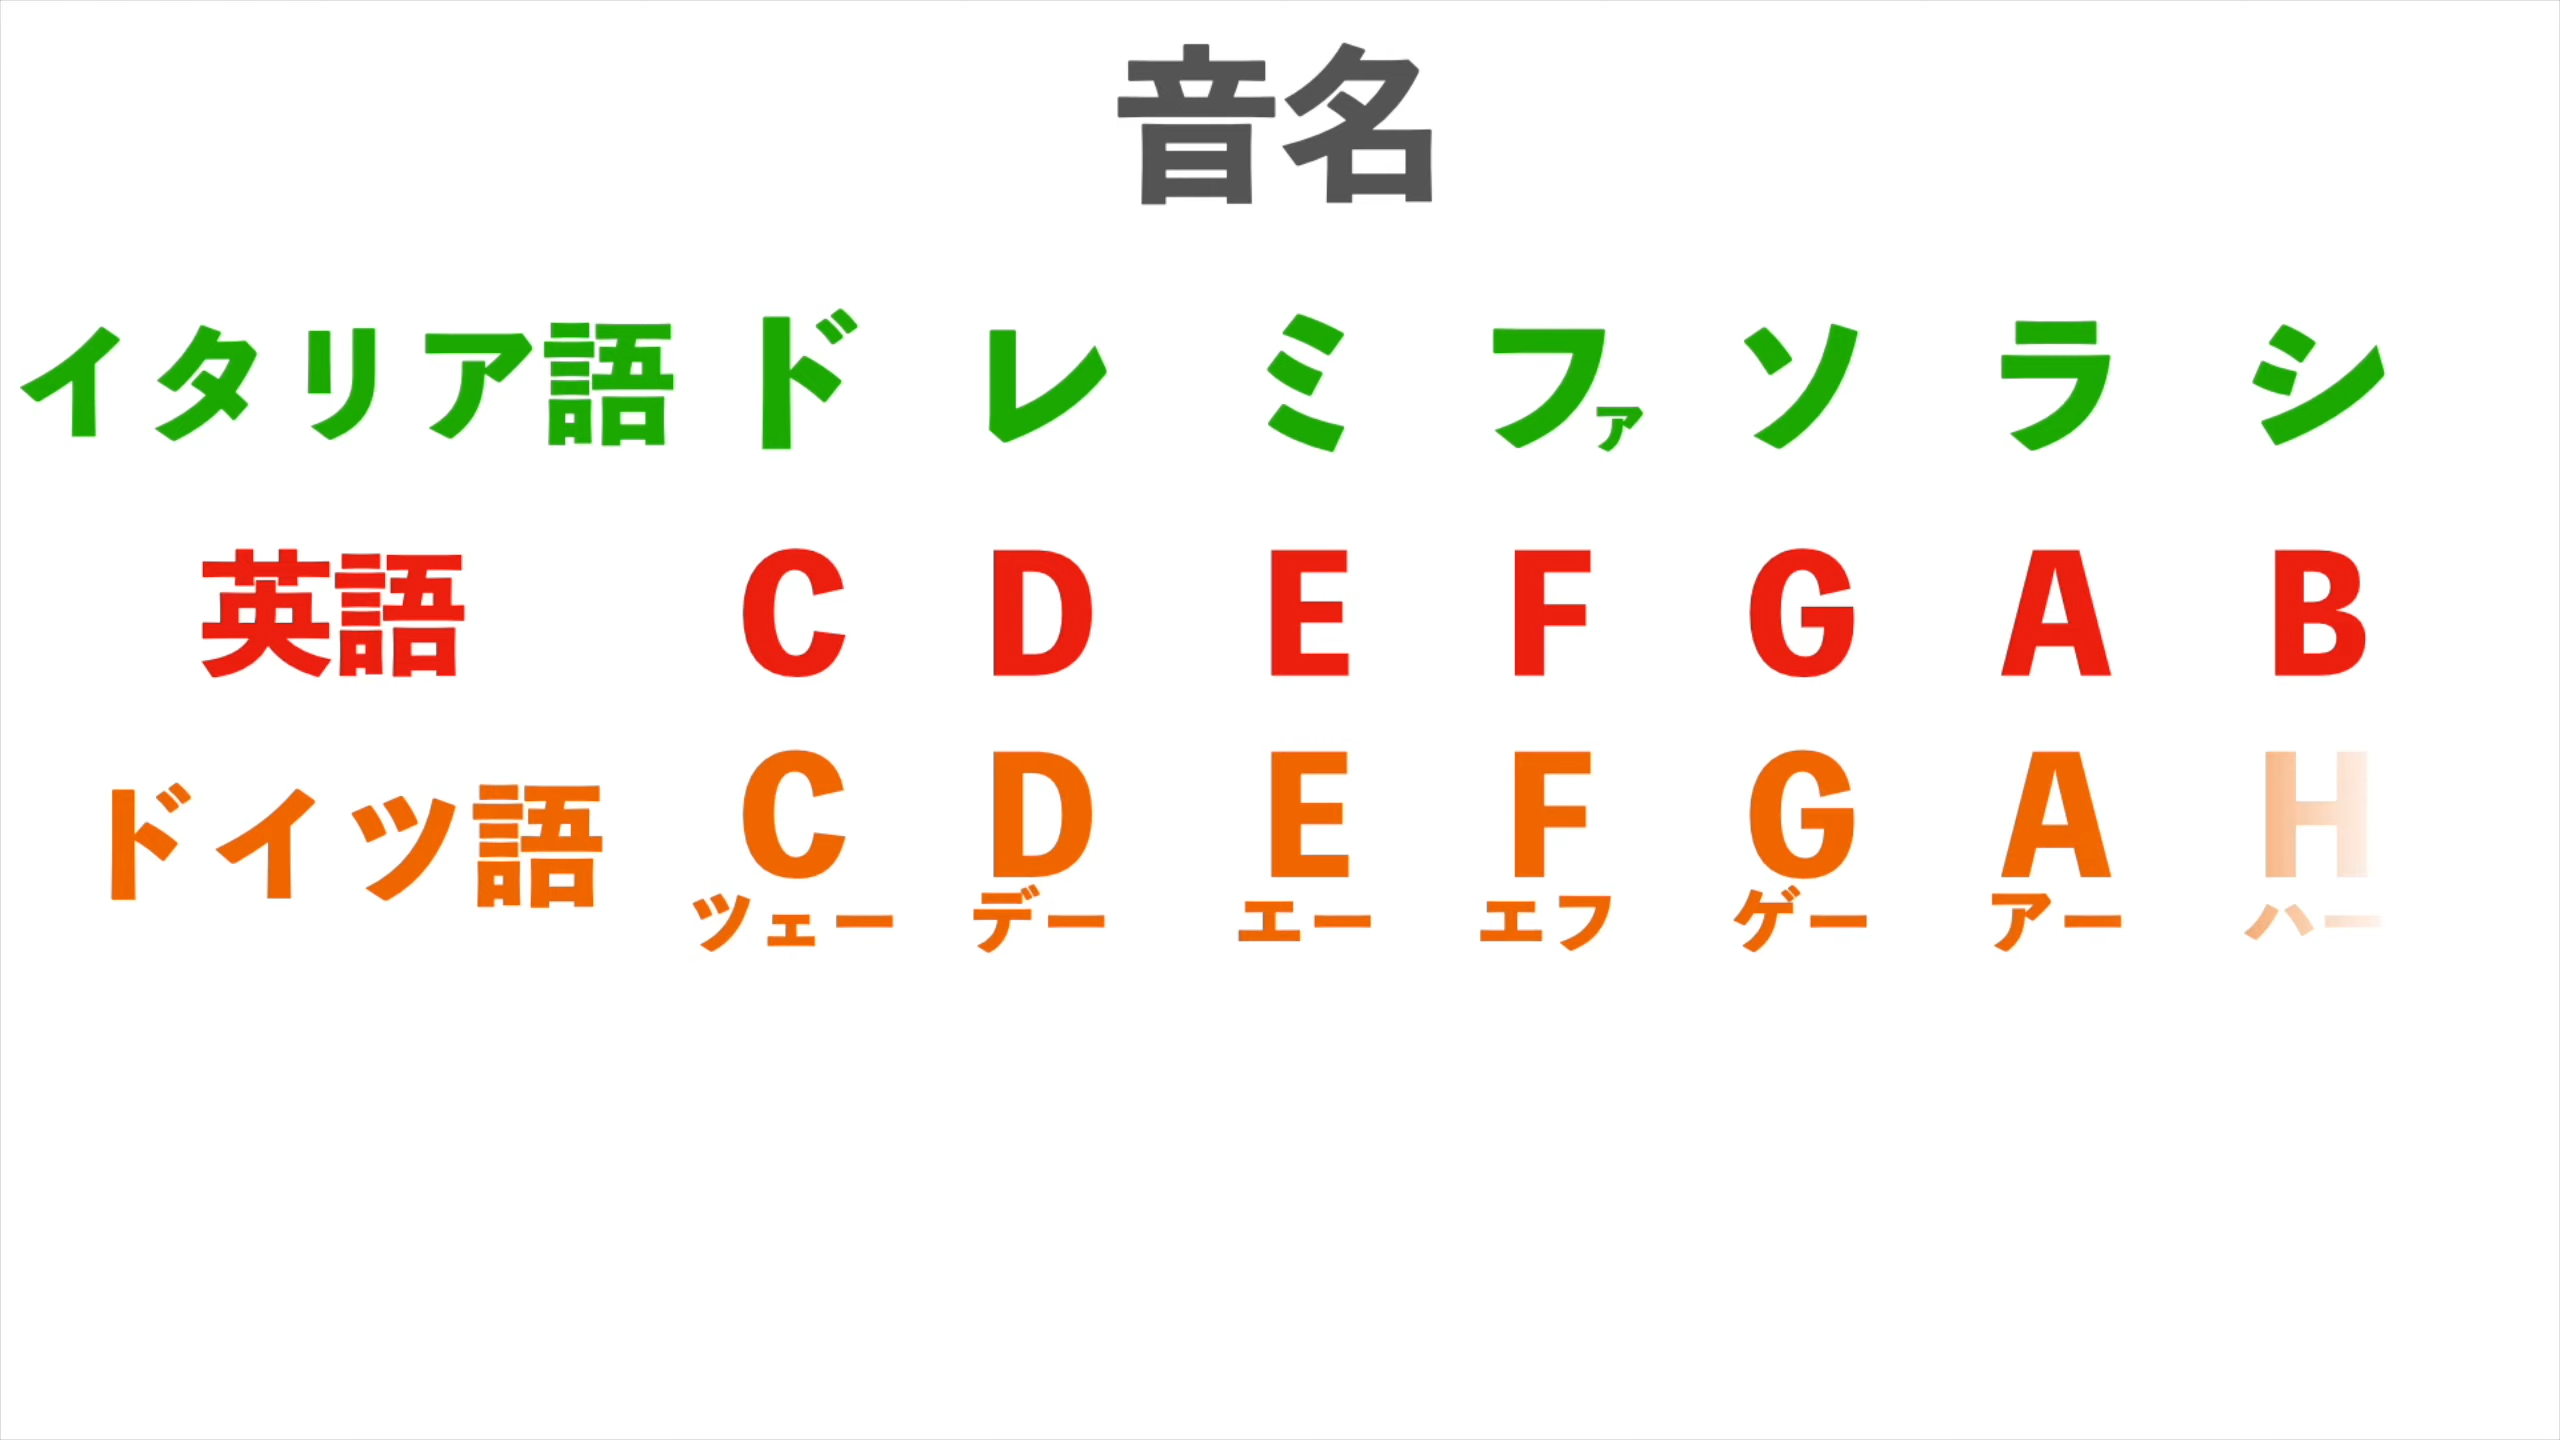 音名
イタリア語 ド レ ミ ファ ソ ラ シ
英語 C D E F G A B
ドイツ語 C D E F G A H
ツェー デー エー エフ ゲー アー ハー